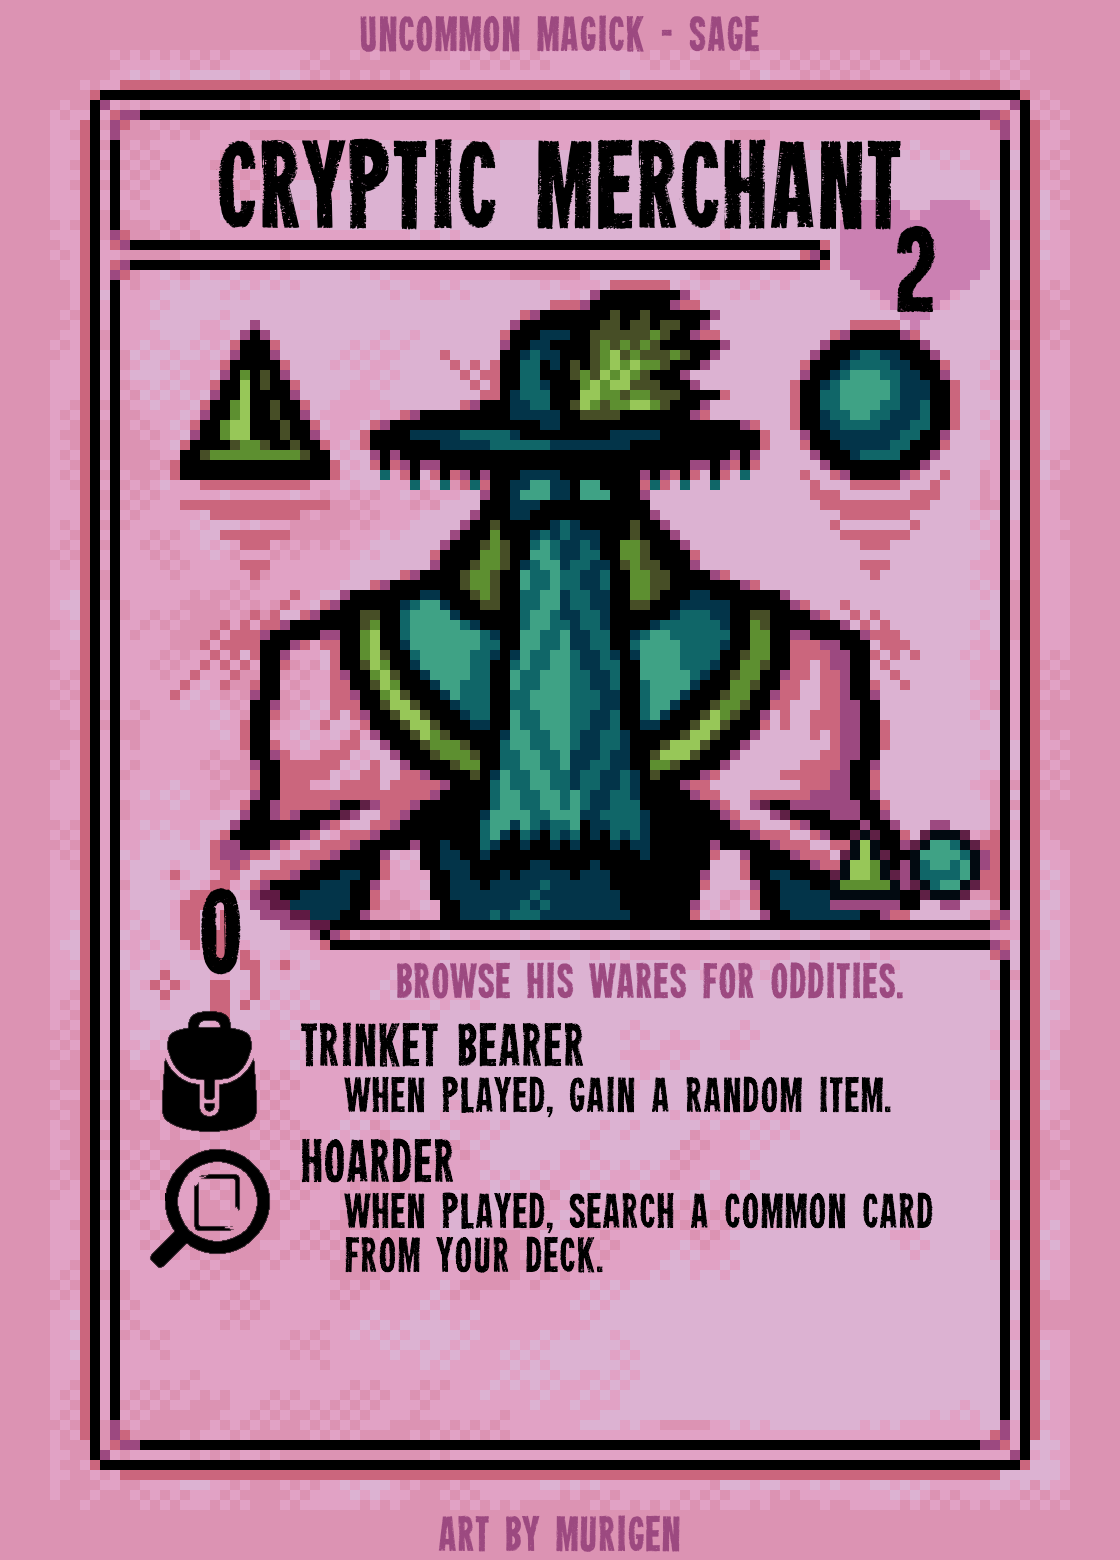 UNCOMMON MAGICK - SAGE
CRYPTIC MERCHANT
2
0
BROWSE HIS WARES FOR ODDITIES.
TRINKET BEARER
WHEN PLAYED, GAIN A RANDOM ITEM.
HOARDER
WHEN PLAYED, SEARCH A COMMON CARD
FROM YOUR DECK.
ART BY MURIGEN